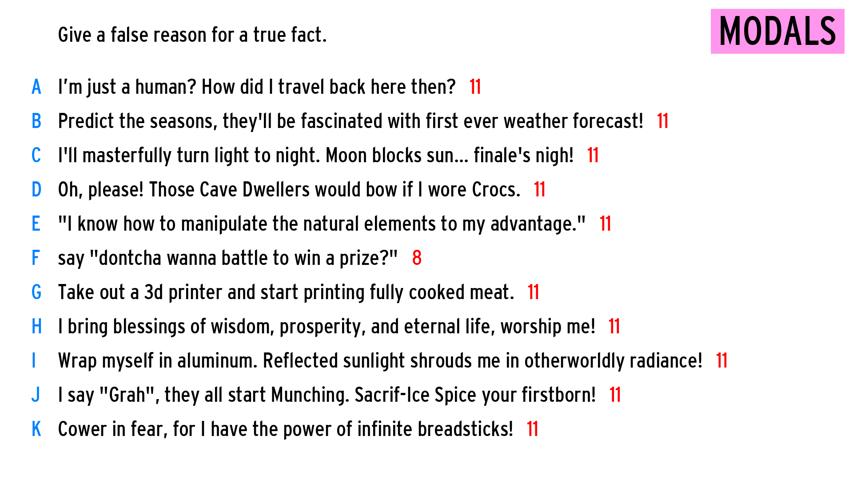 Give a false reason for a true fact.
MODALS
A I'm just a human? How did I travel back here then? 11
B Predict the seasons, they'll be fascinated with first ever weather forecast! 11
C I'll masterfully turn light to night. Moon blocks sun... finale's nigh! 11
D Oh, please! Those Cave Dwellers would bow if I wore Crocs. 11
E "I know how to manipulate the natural elements to my advantage." 11
F say "dontcha wanna battle to win a prize?" 8
G Take out a 3d printer and start printing fully cooked meat. 11
H I bring blessings of wisdom, prosperity, and eternal life, worship me! 11
I Wrap myself in aluminum. Reflected sunlight shrouds me in otherworldly radiance! 11
J I say "Grah", they all start Munching. Sacrif-Ice Spice your firstborn! 11
K Cower in fear, for I have the power of infinite breadsticks! 11